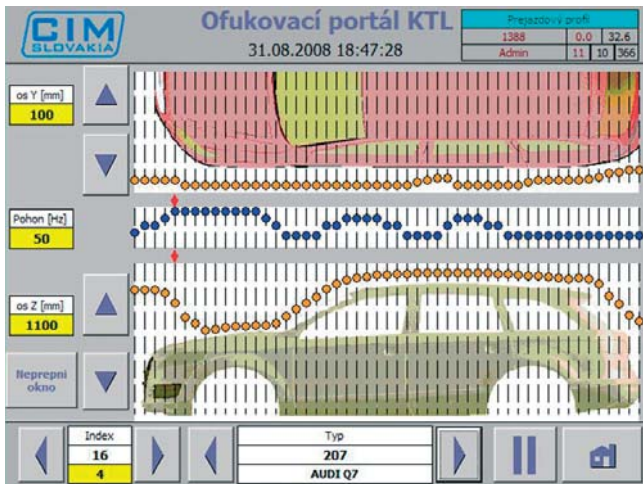 CIM
SLOVAKIA
Ofukovací portál KTL
31.08.2008 18:47:28
Prejazdový profil
1388 0.0 32.6
Admin 11 10 366
os Y [mm]
100
Pohon [Hz]
50
os Z [mm]
1100
Neprepni
okno
Index
16
4
Typ
207
AUDI Q7